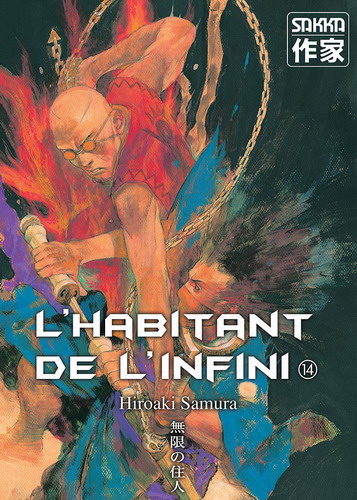 SAKKA
作家
L'HABITANT
DE L'INFINI 14
Hiroaki Samura
無限の住人